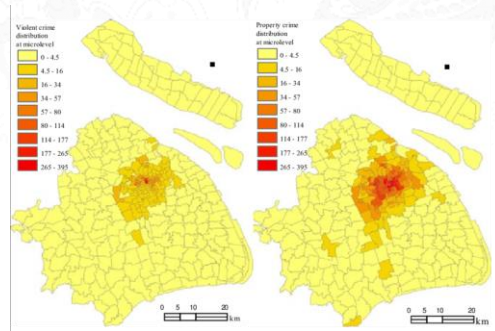 Violent crime
distribution
at microlevel
0 - 4.5
4.5 - 16
16 - 34
34 - 57
57 - 80
80 - 114
114 - 177
177 - 265
265 - 395
0 5 10 20
km
Property crime
distribution
at microlevel
0 - 4.5
4.5 - 16
16 - 34
34 - 57
57 - 80
80 - 114
114 - 177
177 - 265
265 - 395
0 5 10 20
km